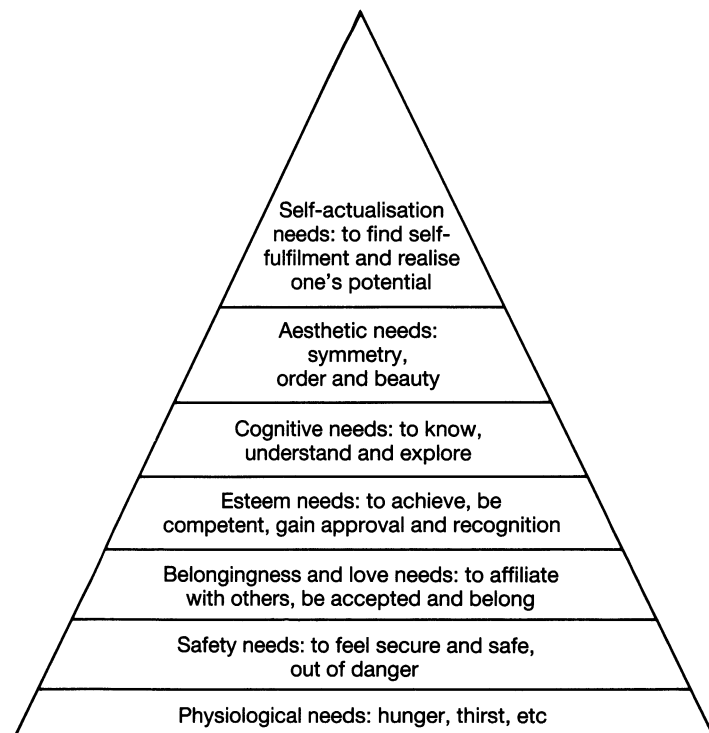 Self-actualisation
needs: to find self-
fulfilment and realise
one's potential
Aesthetic needs:
symmetry,
order and beauty
Cognitive needs: to know,
understand and explore
Esteem needs: to achieve, be
competent, gain approval and recognition
Belongingness and love needs: to affiliate
with others, be accepted and belong
Safety needs: to feel secure and safe,
out of danger
Physiological needs: hunger, thirst, etc